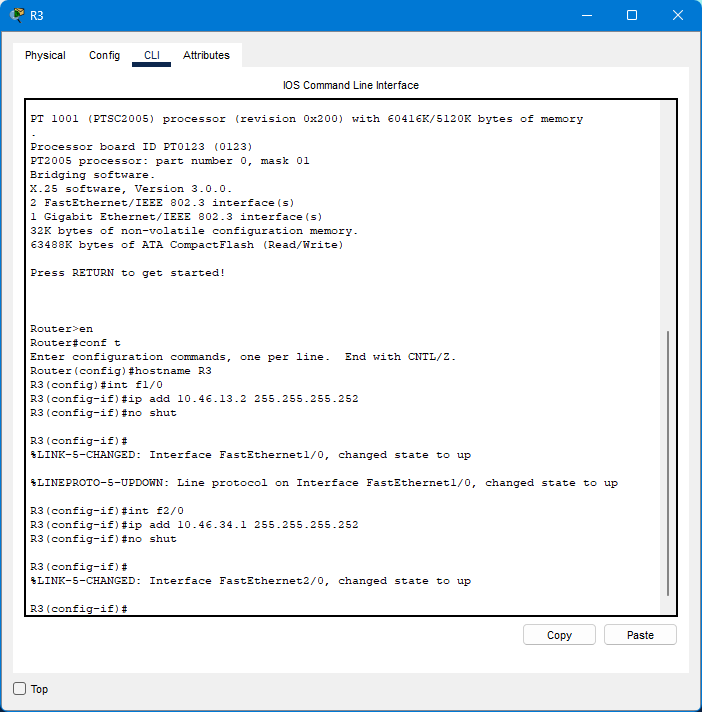 R3
Physical Config CLI Attributes
IOS Command Line Interface
PT 1001 (PTSC2005) processor (revision 0x200) with 60416K/5120K bytes of memory
.
Processor board ID PT0123 (0123)
PT2005 processor: part number 0, mask 01
Bridging software.
X.25 software, Version 3.0.0.
2 FastEthernet/IEEE 802.3 interface(s)
1 Gigabit Ethernet/IEEE 802.3 interface(s)
32K bytes of non-volatile configuration memory.
63488K bytes of ATA CompactFlash (Read/Write)
Press RETURN to get started!
Router>en
Router#conf t
Enter configuration commands, one per line.  End with CNTL/Z.
Router(config)#hostname R3
R3(config)#int f1/0
R3(config-if)#ip add 10.46.13.2 255.255.255.252
R3(config-if)#no shut
R3(config-if)#
%LINK-5-CHANGED: Interface FastEthernet1/0, changed state to up
%LINEPROTO-5-UPDOWN: Line protocol on Interface FastEthernet1/0, changed state to up
R3(config-if)#int f2/0
R3(config-if)#ip add 10.46.34.1 255.255.255.252
R3(config-if)#no shut
R3(config-if)#
%LINK-5-CHANGED: Interface FastEthernet2/0, changed state to up
R3(config-if)#
Copy Paste
Top